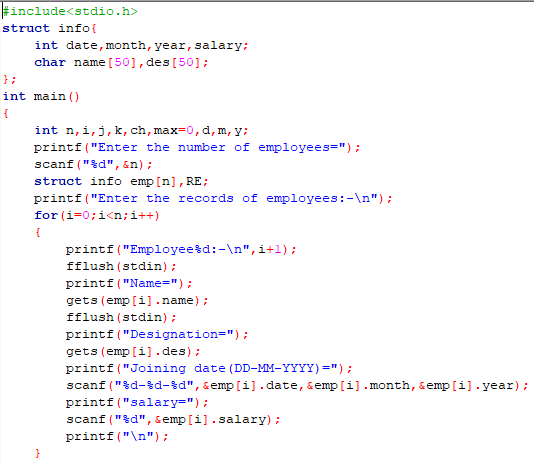 #include<stdio.h>
struct info{
    int date,month,year,salary;
    char name[50],des[50];
};
int main()
{
    int n,i,j,k,ch,max=0,d,m,y;
    printf("Enter the number of employees=");
    scanf("%d",&n);
    struct info emp[n],RE;
    printf("Enter the records of employees:-\n");
    for(i=0;i<n;i++)
    {
        printf("Employee%d:-\n",i+1);
        fflush(stdin);
        printf("Name=");
        gets(emp[i].name);
        fflush(stdin);
        printf("Designation=");
        gets(emp[i].des);
        printf("Joining date(DD-MM-YYYY)=");
        scanf("%d-%d-%d",&emp[i].date,&emp[i].month,&emp[i].year);
        printf("salary=");
        scanf("%d",&emp[i].salary);
        printf("\n");
    }